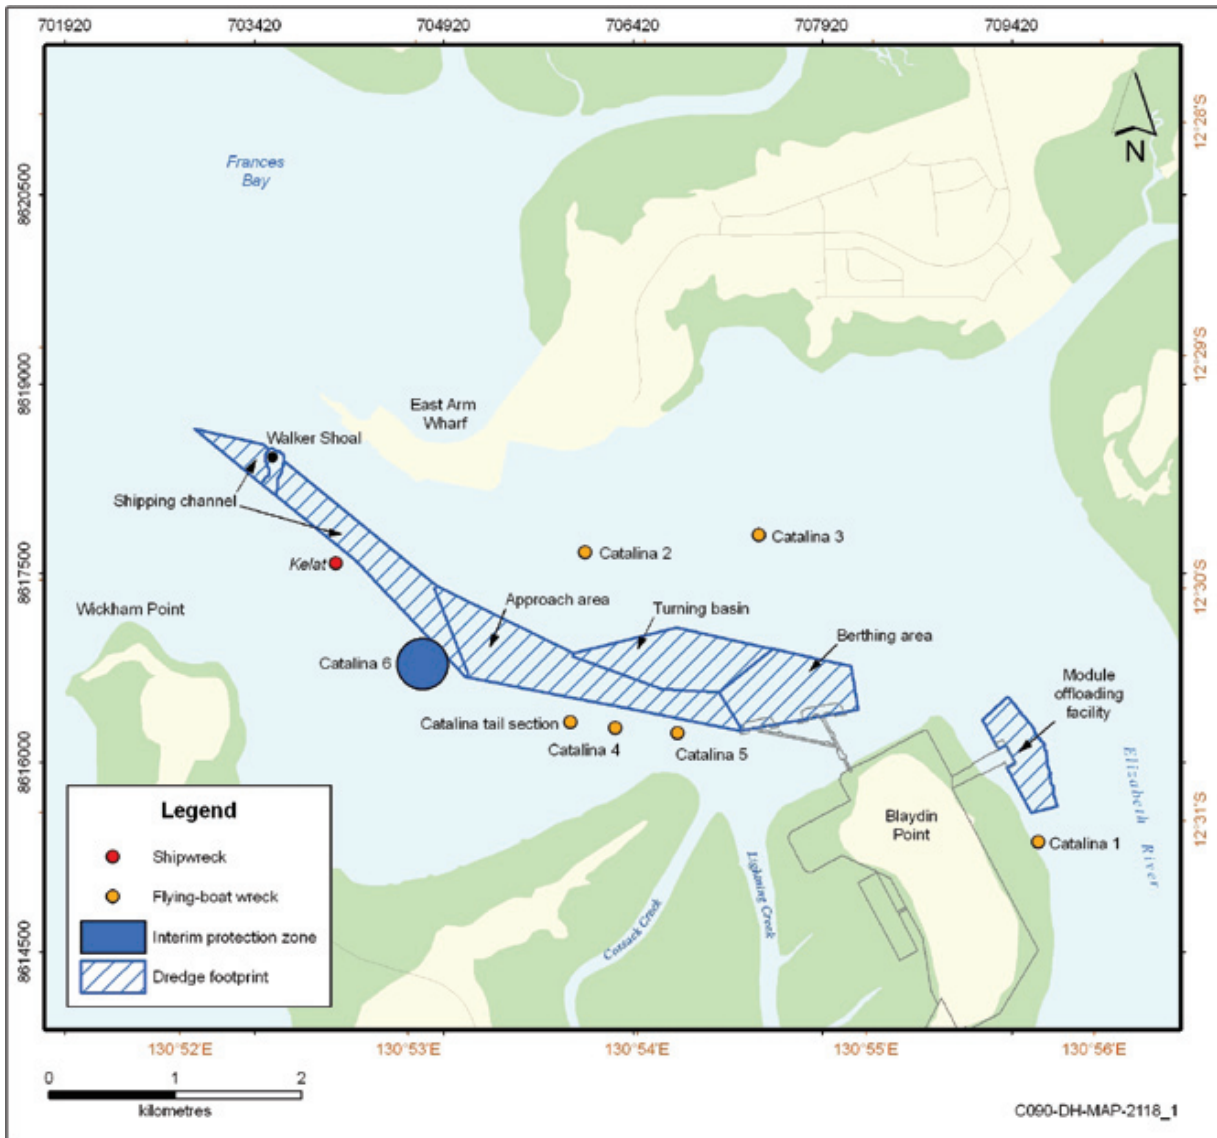 701920
703420
704920
706420
707920
709420
Frances
Bay
N
12°28'S
8620500
12°29'S
8619000
East Arm
Wharf
Walker Shoal
Shipping channel
Catalina 2
Catalina 3
Kelat
8617500
12°30'S
Approach area
Turning basin
Wickham Point
Berthing area
Catalina 6
Module
offloading
facility
Catalina tail section
Catalina 4
Catalina 5
8616000
Elizabeth River
12°31'S
Legend
Blaydin
Point
Catalina 1
Shipwreck
Flying-boat wreck
Interim protection zone
Dredge footprint
Cossack Creek
Lightning Creek
8614500
130°52'E
130°53'E
130°54'E
130°55'E
130°56'E
0
1
2
kilometres
C090-DH-MAP-2118_1